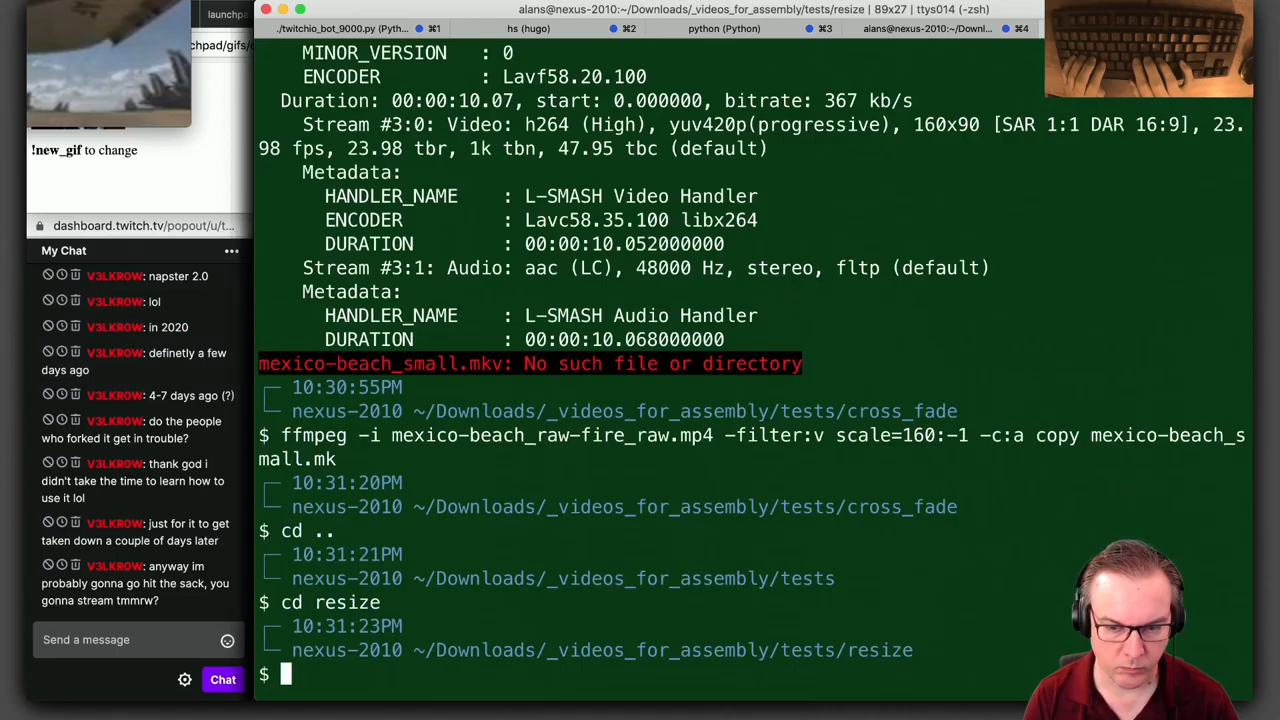 launchpa
chpad/gifs/c
!new_gif to change
dashboard.twitch.tv/popout/u/t...
My Chat
V3LKR0W: napster 2.0
V3LKR0W: lol
V3LKR0W: in 2020
V3LKR0W: definetly a few
days ago
V3LKR0W: 4-7 days ago (?)
V3LKR0W: do the people
who forked it get in trouble?
V3LKR0W: thank god i
didn't take the time to learn how to
use it lol
V3LKR0W: just for it to get
taken down a couple of days later
V3LKR0W: anyway im
probably gonna go hit the sack, you
gonna stream tmmrw?
Send a message
Chat
alans@nexus-2010:~/Downloads/_videos_for_assembly/tests/resize | 89x27 | ttys014 (-zsh)
./twitchio_bot_9000.py (Pyth... ⌘1
hs (hugo) ⌘2
python (Python) ⌘3
alans@nexus-2010:~/Downl... ⌘4
MINOR_VERSION : 0
ENCODER : Lavf58.20.100
Duration: 00:00:10.07, start: 0.000000, bitrate: 367 kb/s
Stream #3:0: Video: h264 (High), yuv420p(progressive), 160x90 [SAR 1:1 DAR 16:9], 23.
98 fps, 23.98 tbr, 1k tbn, 47.95 tbc (default)
Metadata:
HANDLER_NAME : L-SMASH Video Handler
ENCODER : Lavc58.35.100 libx264
DURATION : 00:00:10.052000000
Stream #3:1: Audio: aac (LC), 48000 Hz, stereo, fltp (default)
Metadata:
HANDLER_NAME : L-SMASH Audio Handler
DURATION : 00:00:10.068000000
mexico-beach_small.mkv: No such file or directory
10:30:55PM
nexus-2010 ~/Downloads/_videos_for_assembly/tests/cross_fade
$ ffmpeg -i mexico-beach_raw-fire_raw.mp4 -filter:v scale=160:-1 -c:a copy mexico-beach_s
mall.mk
10:31:20PM
nexus-2010 ~/Downloads/_videos_for_assembly/tests/cross_fade
$ cd ..
10:31:21PM
nexus-2010 ~/Downloads/_videos_for_assembly/tests
$ cd resize
10:31:23PM
nexus-2010 ~/Downloads/_videos_for_assembly/tests/resize
$